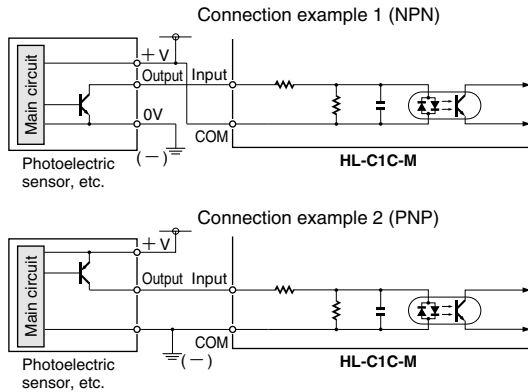 Connection example 1 (NPN)
Main circuit
+V
Output
Input
0V
(−)
COM
Photoelectric
sensor, etc.
HL-C1C-M
Connection example 2 (PNP)
Main circuit
+V
Output
Input
COM
(−)
Photoelectric
sensor, etc.
HL-C1C-M